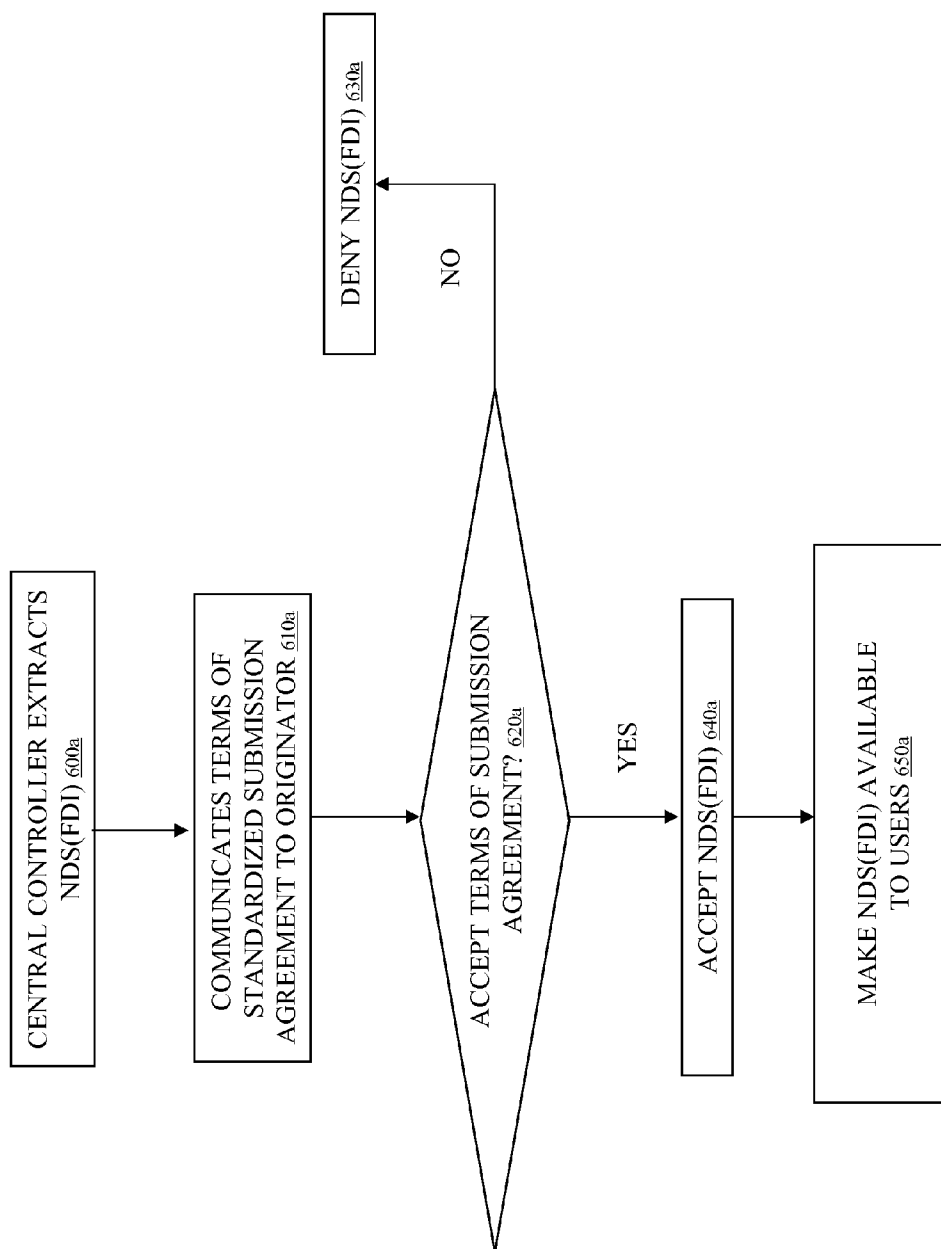 CENTRAL CONTROLLER EXTRACTS
NDS(FDI) 600a
COMMUNICATES TERMS OF
STANDARDIZED SUBMISSION
AGREEMENT TO ORIGINATOR 610a
ACCEPT TERMS OF SUBMISSION
AGREEMENT? 620a
NO
DENY NDS(FDI) 630a
YES
ACCEPT NDS(FDI) 640a
MAKE NDS(FDI) AVAILABLE
TO USERS 650a